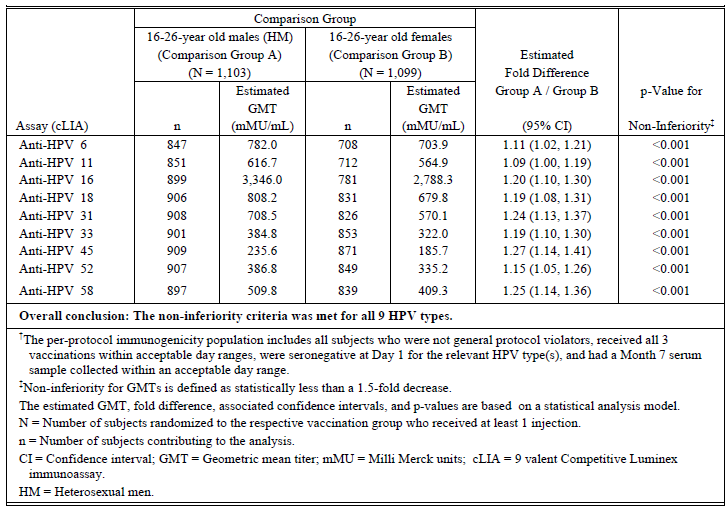 Comparison Group
16-26-year old males (HM) 16-26-year old females
(Comparison Group A) (Comparison Group B) Estimated
(N = 1,103) (N = 1,099) Fold Difference
Estimated Estimated Group A / Group B p-Value for
GMT GMT
Assay (cLIA) n (mMU/mL) n (mMU/mL) (95% CI) Non-Inferiority‡
Anti-HPV 6 847 782.0 708 703.9 1.11 (1.02, 1.21) <0.001
Anti-HPV 11 851 616.7 712 564.9 1.09 (1.00, 1.19) <0.001
Anti-HPV 16 899 3,346.0 781 2,788.3 1.20 (1.10, 1.30) <0.001
Anti-HPV 18 906 808.2 831 679.8 1.19 (1.08, 1.31) <0.001
Anti-HPV 31 908 708.5 826 570.1 1.24 (1.13, 1.37) <0.001
Anti-HPV 33 901 384.8 853 322.0 1.19 (1.10, 1.30) <0.001
Anti-HPV 45 909 235.6 871 185.7 1.27 (1.14, 1.41) <0.001
Anti-HPV 52 907 386.8 849 335.2 1.15 (1.05, 1.26) <0.001
Anti-HPV 58 897 509.8 839 409.3 1.25 (1.14, 1.36) <0.001
Overall conclusion: The non-inferiority criteria was met for all 9 HPV types.
†The per-protocol immunogenicity population includes all subjects who were not general protocol violators, received all 3
vaccinations within acceptable day ranges, were seronegative at Day 1 for the relevant HPV type(s), and had a Month 7 serum
sample collected within an acceptable day range.
‡Non-inferiority for GMTs is defined as statistically less than a 1.5-fold decrease.
The estimated GMT, fold difference, associated confidence intervals, and p-values are based on a statistical analysis model.
N = Number of subjects randomized to the respective vaccination group who received at least 1 injection.
n = Number of subjects contributing to the analysis.
CI = Confidence interval; GMT = Geometric mean titer; mMU = Milli Merck units; cLIA = 9 valent Competitive Luminex
immunoassay.
HM = Heterosexual men.